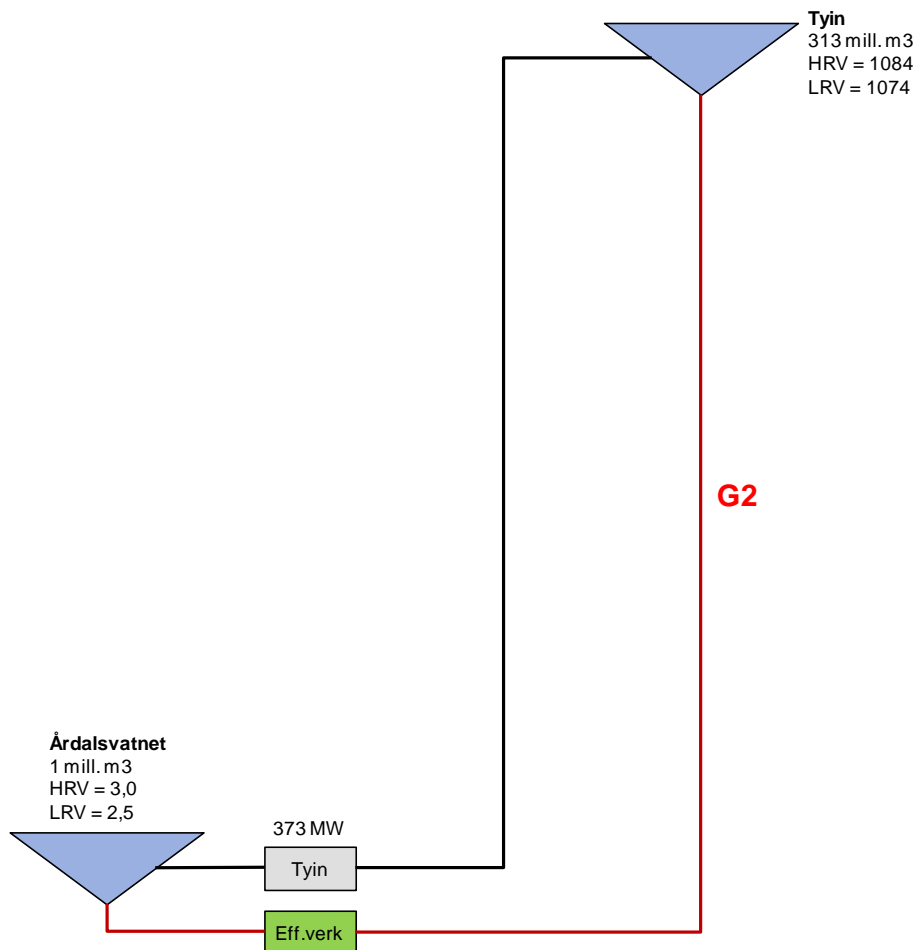 Tyin
313 mill. m3
HRV = 1084
LRV = 1074
G2
Årdalsvatnet
1 mill. m3
HRV = 3,0
LRV = 2,5
373 MW
Tyin
Eff.verk